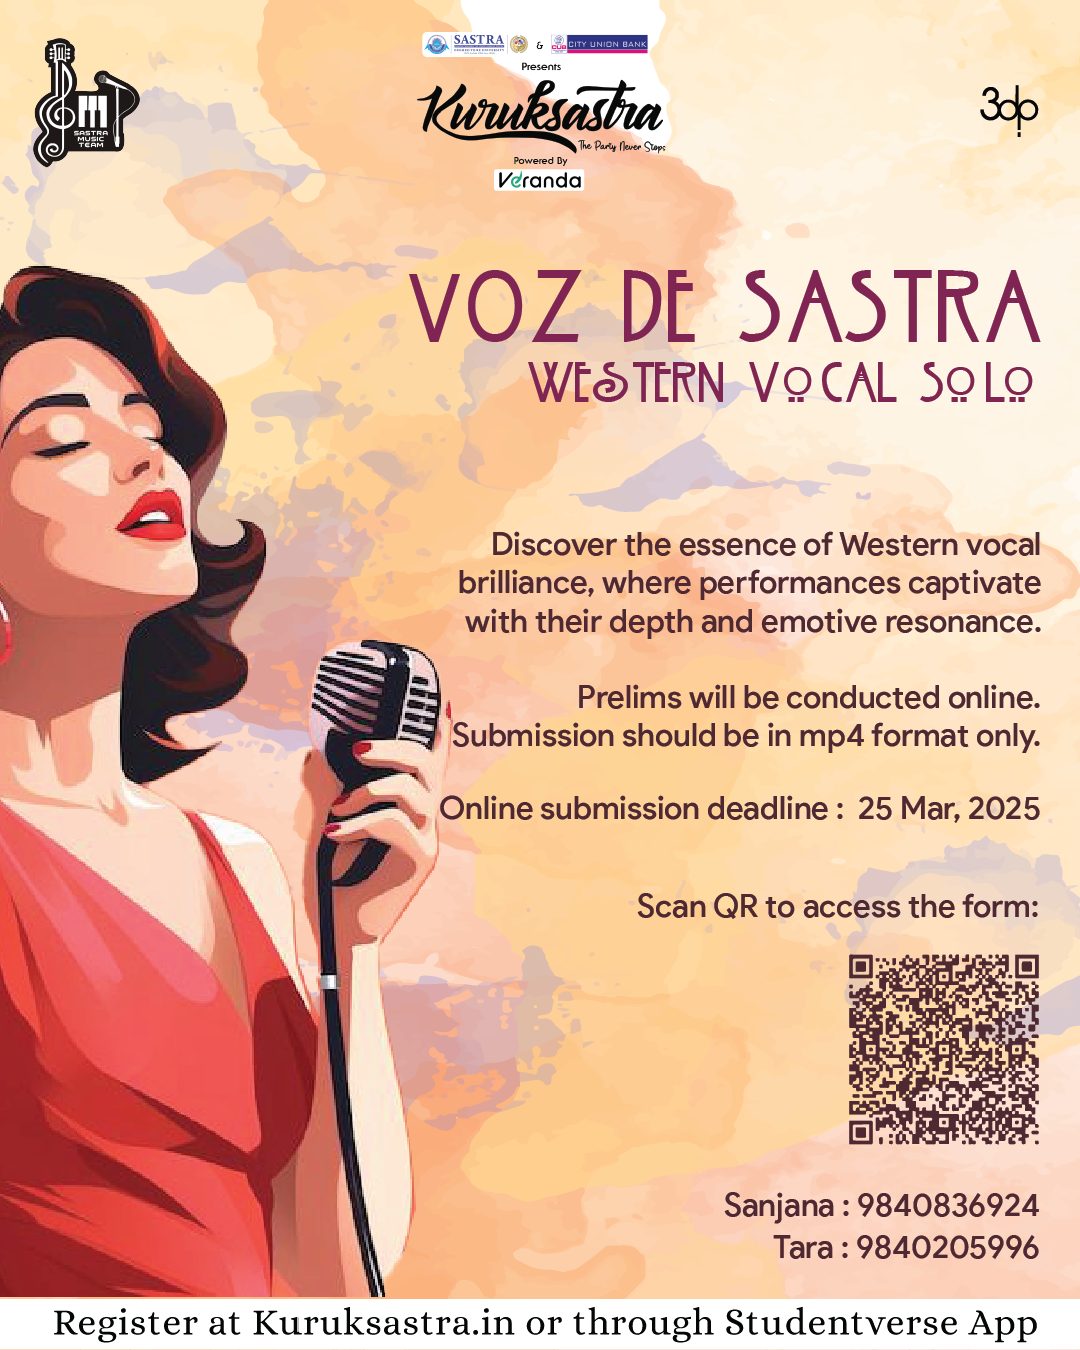 SASTRA
&
CUB
CITY UNION BANK
Presents
Kuruksastra
The Party Never Stops
Powered By
Veranda
SASTRA
MUSIC
TEAM
3dp
VOZ DE SASTRA
WESTERN VOCAL SOLO
Discover the essence of Western vocal
brilliance, where performances captivate
with their depth and emotive resonance.
Prelims will be conducted online.
Submission should be in mp4 format only.
Online submission deadline : 25 Mar, 2025
Scan QR to access the form:
Sanjana : 9840836924
Tara : 9840205996
Register at Kuruksastra.in or through Studentverse App